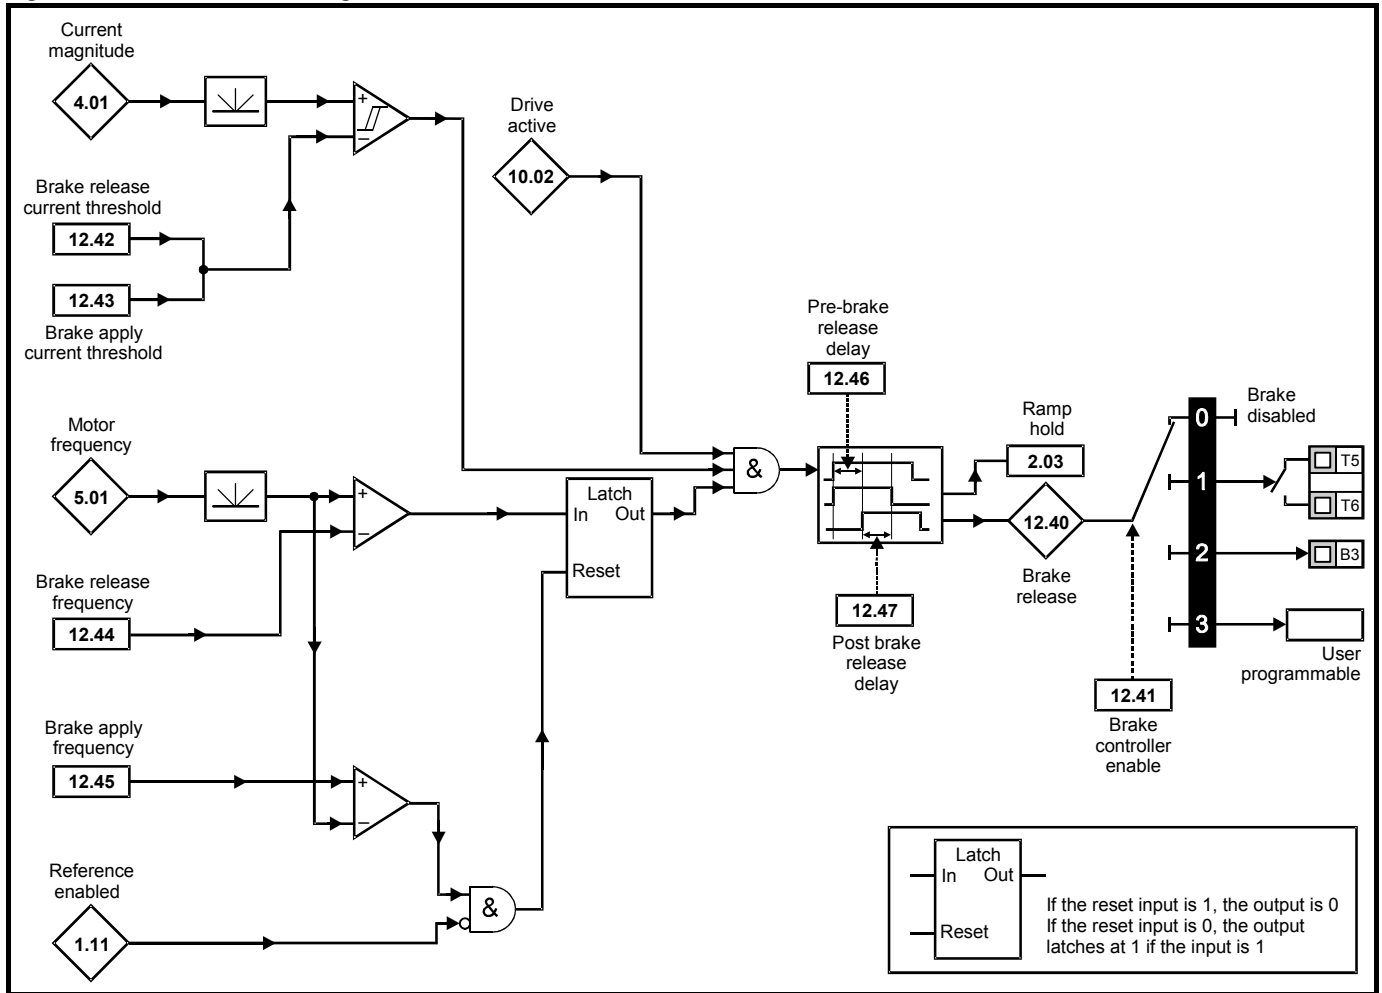 Current
magnitude
4.01
+
−
Brake release
current threshold
12.42
12.43
Brake apply
current threshold
Drive
active
10.02
Motor
frequency
5.01
+
−
Brake release
frequency
12.44
Latch
In Out
Reset
&
Pre-brake
release
delay
12.46
12.47
Post brake
release
delay
Ramp
hold
2.03
12.40
Brake
release
0
Brake
disabled
1
T5
T6
2
B3
3
User
programmable
12.41
Brake
controller
enable
Brake apply
frequency
12.45
+
−
Reference
enabled
1.11
&
Latch
In Out
Reset
If the reset input is 1, the output is 0
If the reset input is 0, the output
latches at 1 if the input is 1